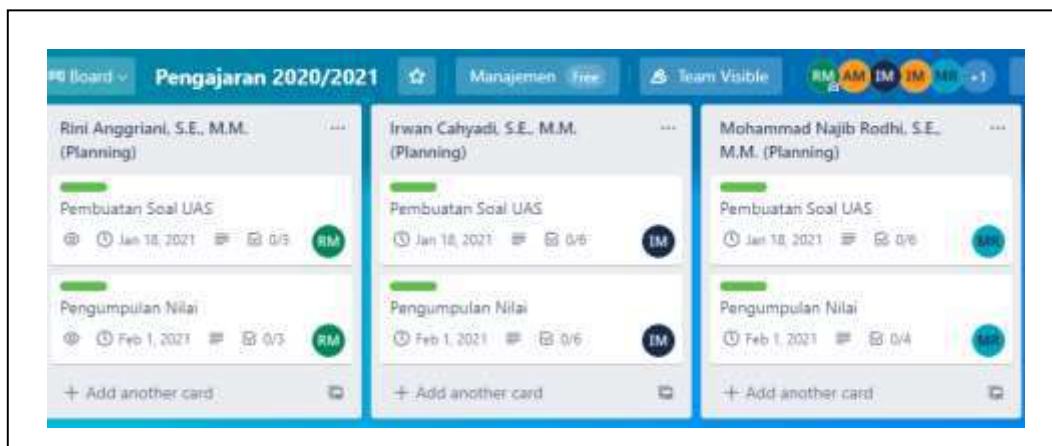 Board
Pengajaran 2020/2021
Manajemen Free
Team Visible
RM AM IM IM MR +1
Rini Anggriani, S.E., M.M.
(Planning)
Pembuatan Soal UAS
Jan 18, 2021
RM
Pengumpulan Nilai
Feb 1, 2021
RM
+ Add another card
Irwan Cahyadi, S.E., M.M.
(Planning)
Pembuatan Soal UAS
Jan 18, 2021 0/6
IM
Pengumpulan Nilai
Feb 1, 2021 0/6
IM
+ Add another card
Mohammad Najib Rodhi, S.E.,
M.M. (Planning)
Pembuatan Soal UAS
Jan 18, 2021 0/6
MR
Pengumpulan Nilai
Feb 1, 2021 0/4
MR
+ Add another card